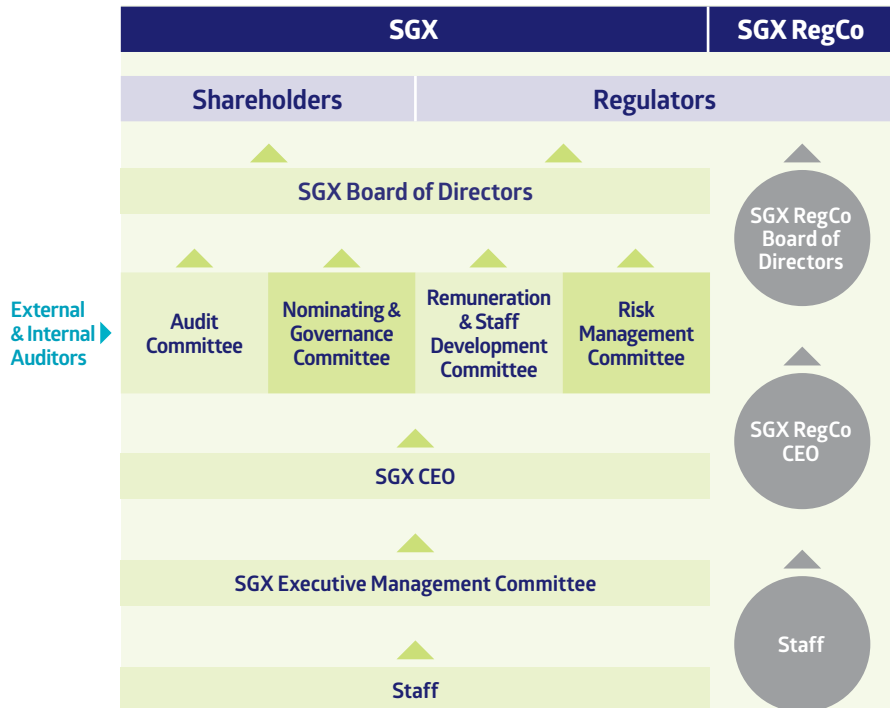 SGX
SGX RegCo
Shareholders
Regulators
SGX Board of Directors
SGX RegCo
Board of
Directors
External
& Internal
Auditors
Audit
Committee
Nominating &
Governance
Committee
Remuneration
& Staff
Development
Committee
Risk
Management
Committee
SGX RegCo
CEO
SGX CEO
SGX Executive Management Committee
Staff
Staff